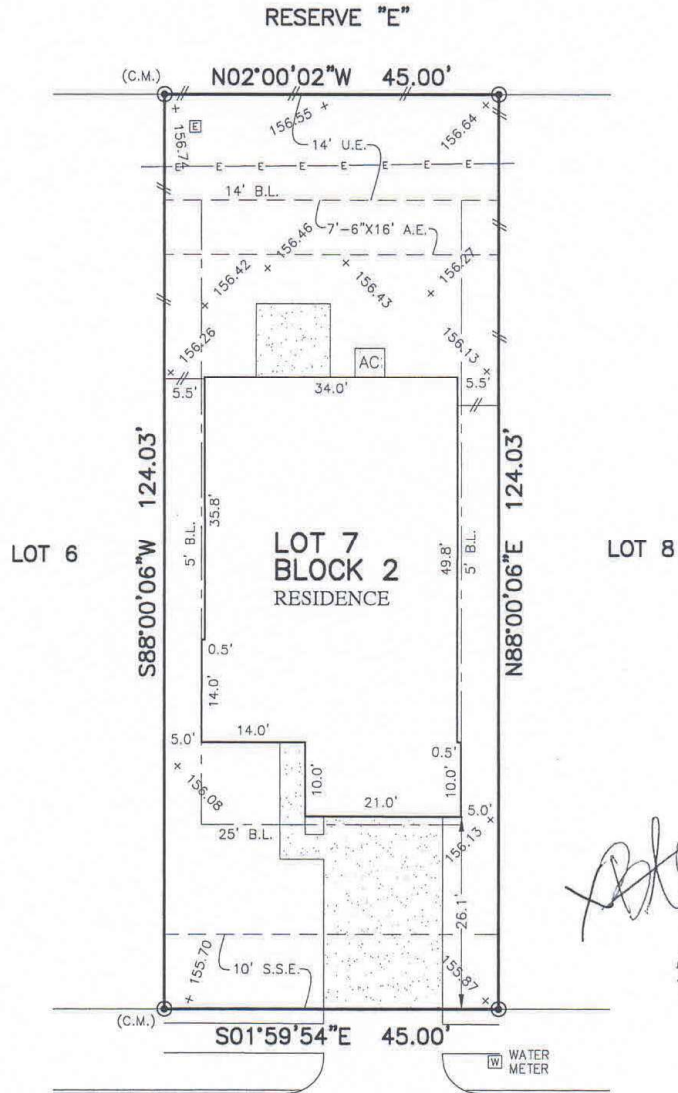 RESERVE "E"
(C.M.) N02°00'02"W 45.00'
156.74
E
156.55
156.64
14' U.E.
E E E E E E E E
14' B.L.
7'-6"X16' A.E.
156.46
156.42
156.43
156.27
156.26
156.13
AC
5.5' 34.0' 5.5'
S88°00'06"W 124.03'
N88°00'06"E 124.03'
35.8'
5' B.L.
49.8'
5' B.L.
LOT 6
LOT 7
BLOCK 2
RESIDENCE
LOT 8
0.5'
14.0'
5.0' 14.0' 0.5'
10.0'
10.0'
156.08
21.0' 5.0'
25' B.L.
156.13
26.1'
155.70
10' S.S.E.
155.87
(C.M.)
S01°59'54"E 45.00'
W WATER
METER